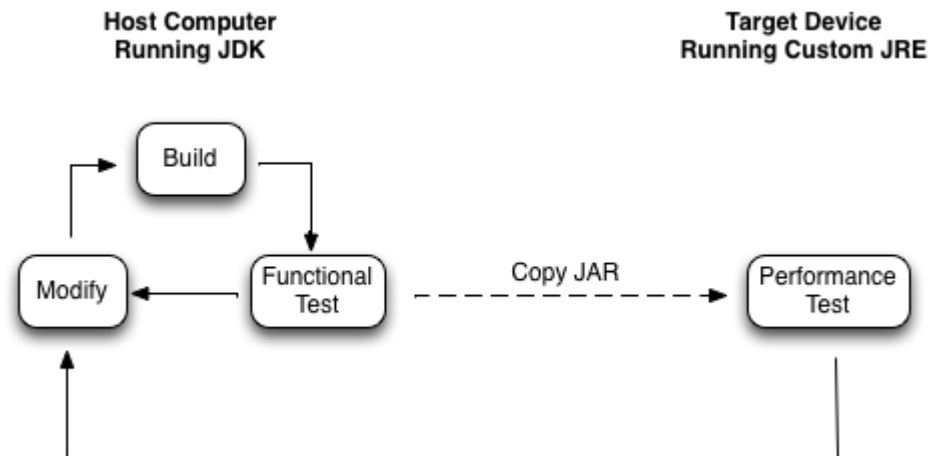 Host Computer
Running JDK
Target Device
Running Custom JRE
Build
Modify
Functional
Test
Copy JAR
Performance
Test